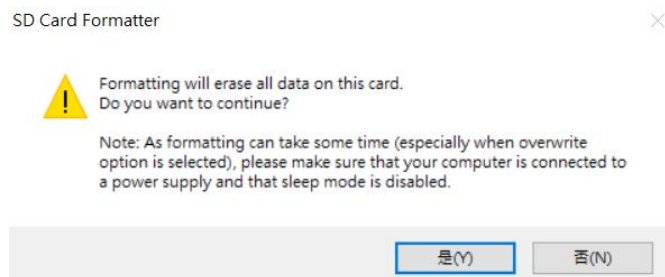 SD Card Formatter
Formatting will erase all data on this card.
Do you want to continue?
Note: As formatting can take some time (especially when overwrite
option is selected), please make sure that your computer is connected to
a power supply and that sleep mode is disabled.
是(Y)
否(N)